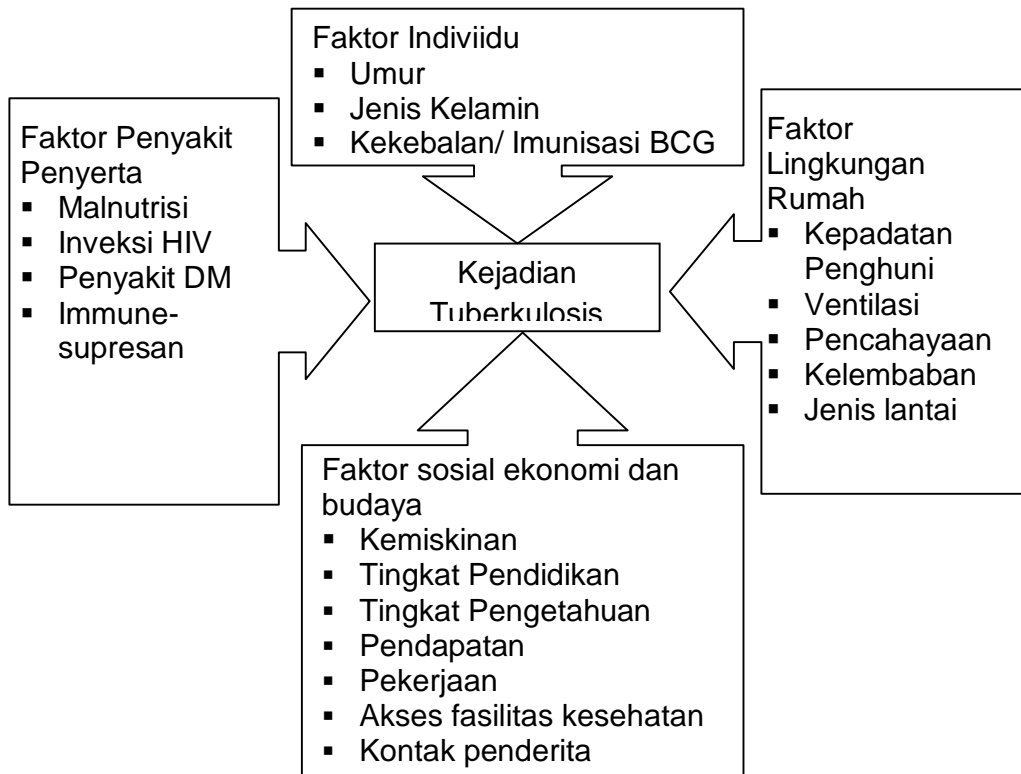 Faktor Indiviidu
▪ Umur
▪ Jenis Kelamin
▪ Kekebalan/ Imunisasi BCG
Faktor Penyakit
Penyerta
▪ Malnutrisi
▪ Inveksi HIV
▪ Penyakit DM
▪ Immune-
supresan
Kejadian
Tuberkulosis
Faktor
Lingkungan
Rumah
▪ Kepadatan
Penghuni
▪ Ventilasi
▪ Pencahayaan
▪ Kelembaban
▪ Jenis lantai
Faktor sosial ekonomi dan
budaya
▪ Kemiskinan
▪ Tingkat Pendidikan
▪ Tingkat Pengetahuan
▪ Pendapatan
▪ Pekerjaan
▪ Akses fasilitas kesehatan
▪ Kontak penderita